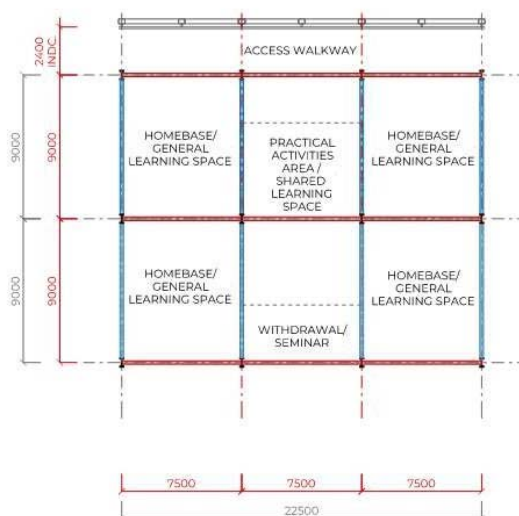 2400
INDC.
ACCESS WALKWAY
9000
9000
HOMEBASE/
GENERAL
LEARNING SPACE
PRACTICAL
ACTIVITIES
AREA /
SHARED
LEARNING
SPACE
HOMEBASE/
GENERAL
LEARNING SPACE
9000
9000
HOMEBASE/
GENERAL
LEARNING SPACE
WITHDRAWAL/
SEMINAR
HOMEBASE/
GENERAL
LEARNING SPACE
7500
7500
7500
22500